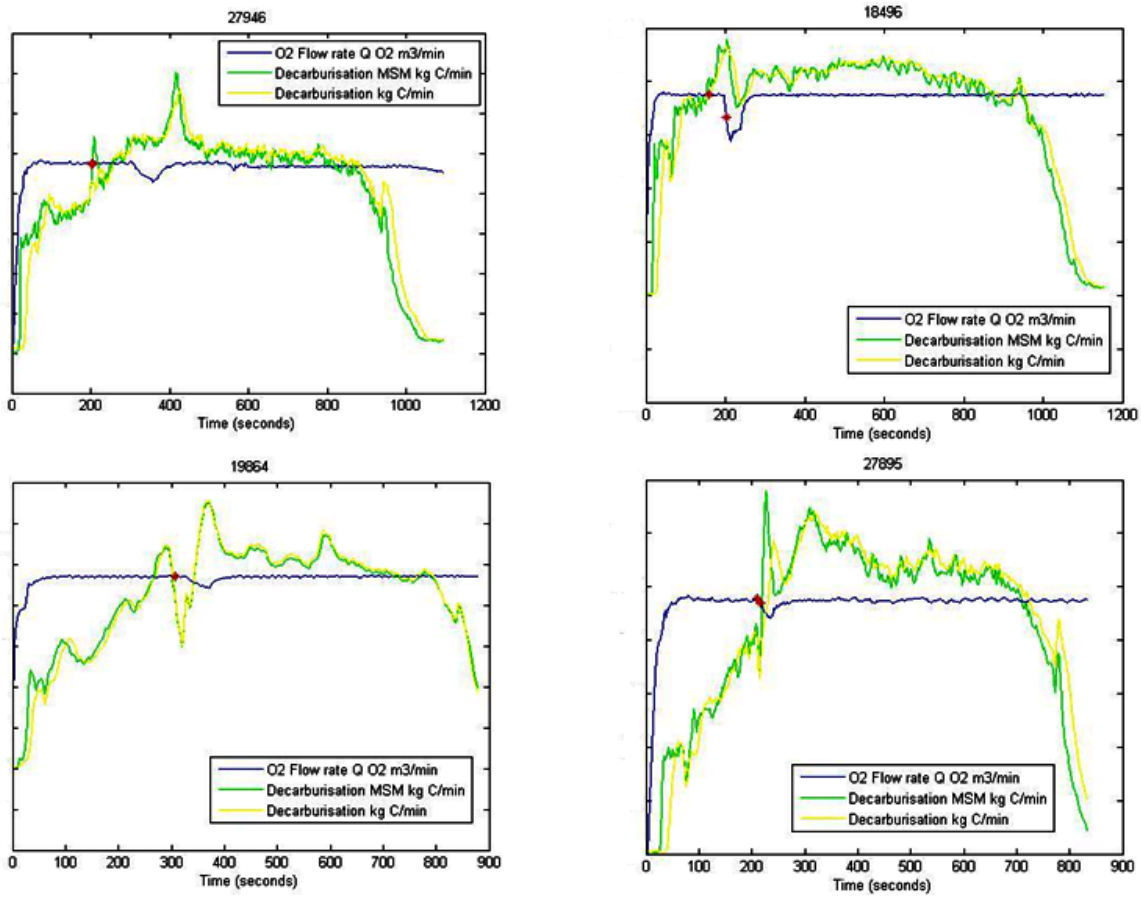 27946
O2 Flow rate Q O2 m3/min
Decarburisation MSM kg C/min
Decarburisation kg C/min
0 200 400 600 800 1000 1200
Time (seconds)
18496
O2 Flow rate Q O2 m3/min
Decarburisation MSM kg C/min
Decarburisation kg C/min
0 200 400 600 800 1000 1200
Time (seconds)
19864
O2 Flow rate Q O2 m3/min
Decarburisation MSM kg C/min
Decarburisation kg C/min
0 100 200 300 400 500 600 700 800 900
Time (seconds)
27895
O2 Flow rate Q O2 m3/min
Decarburisation MSM kg C/min
Decarburisation kg C/min
0 100 200 300 400 500 600 700 800 900
Time (seconds)